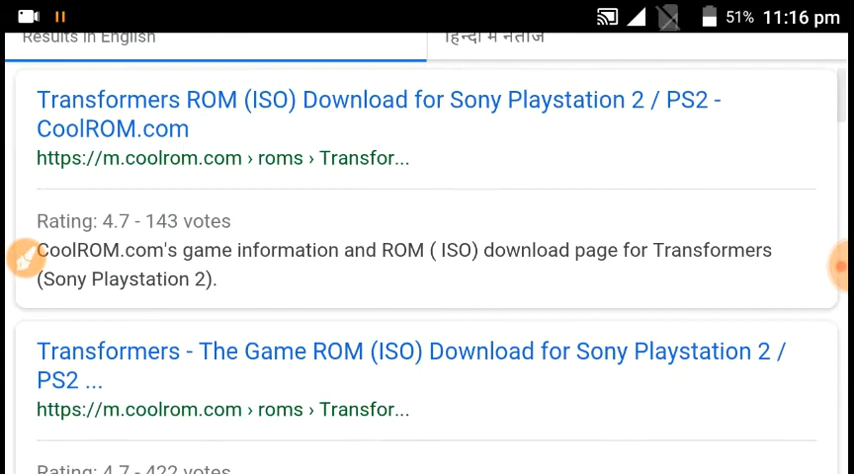 51% 11:16 pm
Results in English
हिन्दी में नतीजे
Transformers ROM (ISO) Download for Sony Playstation 2 / PS2 -
CoolROM.com
https://m.coolrom.com › roms › Transfor...
Rating: 4.7 - 143 votes
CoolROM.com's game information and ROM ( ISO) download page for Transformers
(Sony Playstation 2).
Transformers - The Game ROM (ISO) Download for Sony Playstation 2 /
PS2 ...
https://m.coolrom.com › roms › Transfor...
Rating: 4.7 - 422 votes